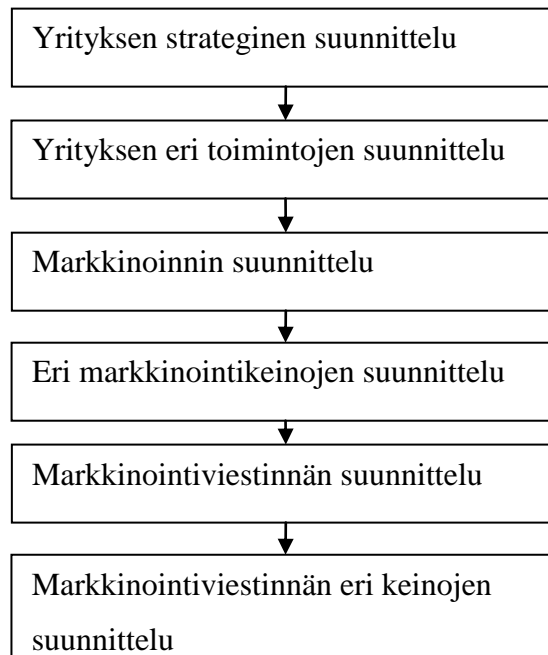 Yrityksen strateginen suunnittelu
Yrityksen eri toimintojen suunnittelu
Markkinoinnin suunnittelu
Eri markkinointikeinojen suunnittelu
Markkinointiviestinnän suunnittelu
Markkinointiviestinnän eri keinojen
suunnittelu